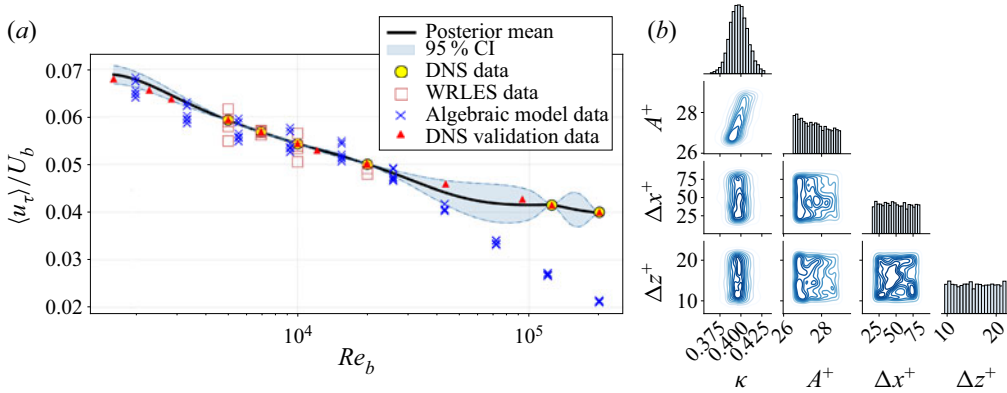 (a)
Posterior mean
95 % CI
DNS data
WRLES data
Algebraic model data
DNS validation data
0.07
0.06
0.05
0.04
0.03
0.02
⟨u_τ⟩/U_b
10^4
10^5
Re_b
(b)
A^+
28
26
Δx^+
75
50
25
Δz^+
20
10
0.375
0.400
0.425
26
28
25
50
75
10
20
κ
A^+
Δx^+
Δz^+